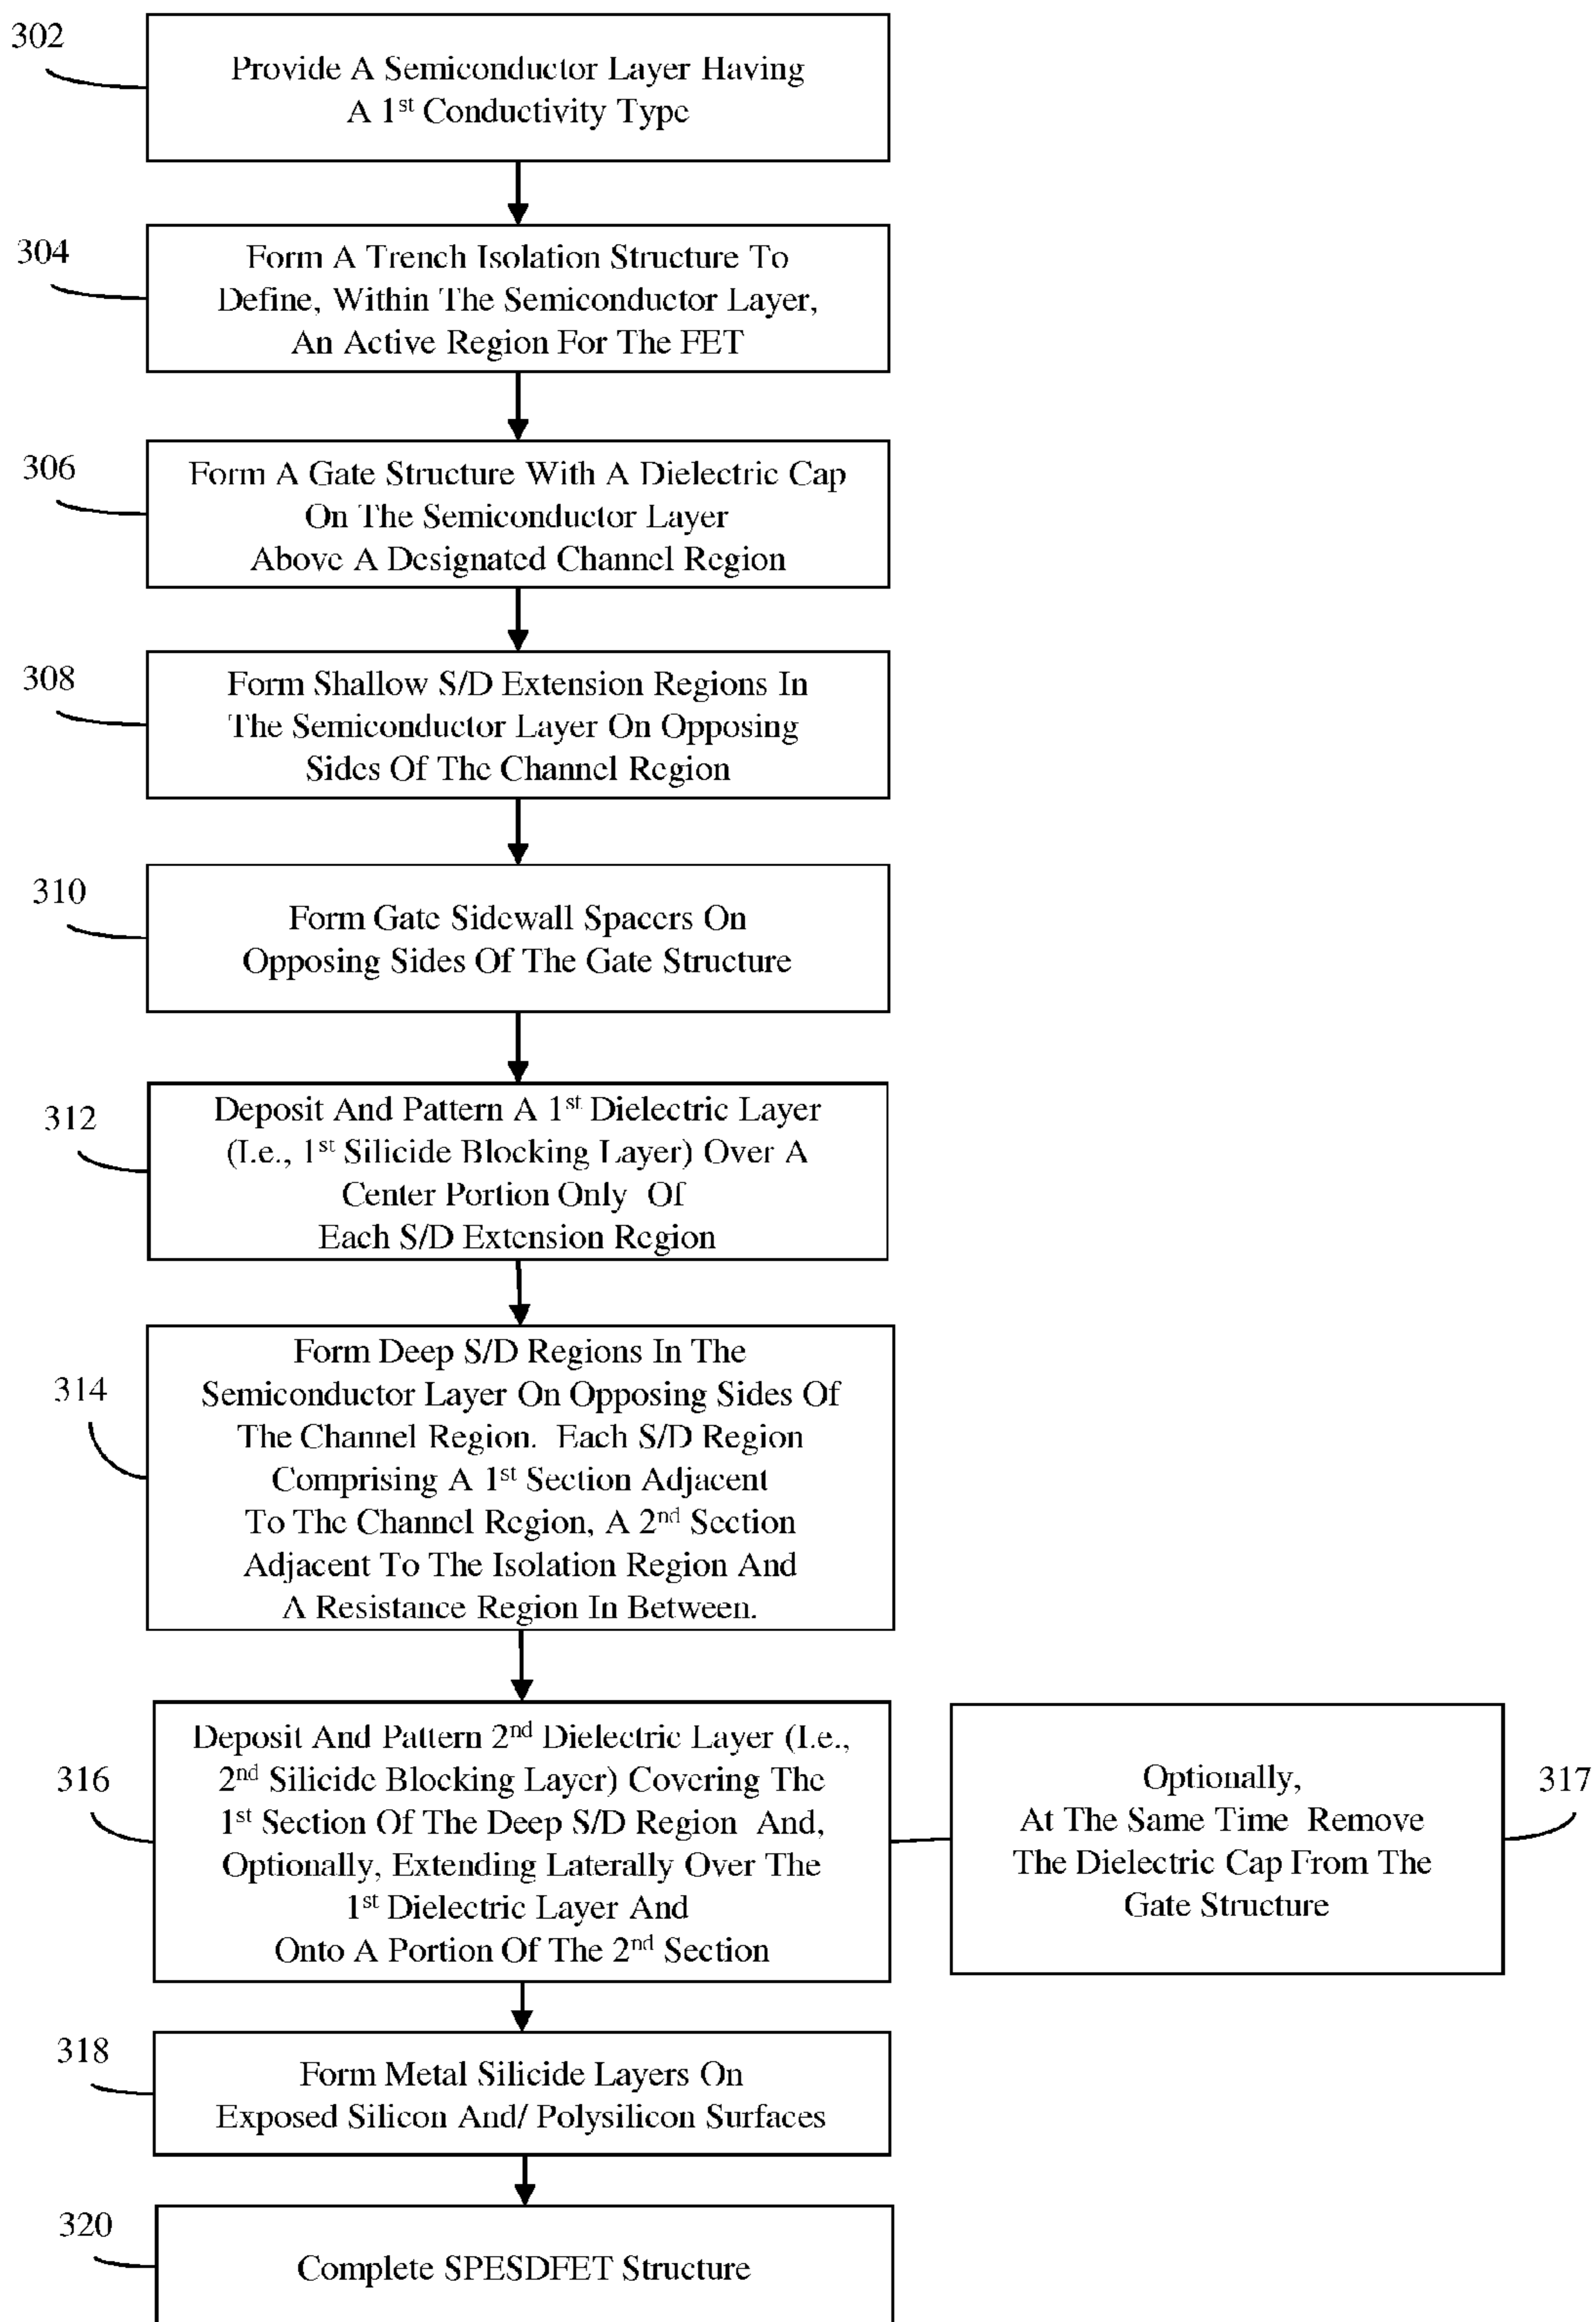 302
Provide A Semiconductor Layer Having
A 1st Conductivity Type
304
Form A Trench Isolation Structure To
Define, Within The Semiconductor Layer,
An Active Region For The FET
306
Form A Gate Structure With A Dielectric Cap
On The Semiconductor Layer
Above A Designated Channel Region
308
Form Shallow S/D Extension Regions In
The Semiconductor Layer On Opposing
Sides Of The Channel Region
310
Form Gate Sidewall Spacers On
Opposing Sides Of The Gate Structure
312
Deposit And Pattern A 1st Dielectric Layer
(I.e., 1st Silicide Blocking Layer) Over A
Center Portion Only Of
Each S/D Extension Region
314
Form Deep S/D Regions In The
Semiconductor Layer On Opposing Sides Of
The Channel Region. Each S/D Region
Comprising A 1st Section Adjacent
To The Channel Region, A 2nd Section
Adjacent To The Isolation Region And
A Resistance Region In Between.
316
Deposit And Pattern 2nd Dielectric Layer (I.e.,
2nd Silicide Blocking Layer) Covering The
1st Section Of The Deep S/D Region And,
Optionally, Extending Laterally Over The
1st Dielectric Layer And
Onto A Portion Of The 2nd Section
Optionally,
At The Same Time Remove
The Dielectric Cap From The
Gate Structure
317
318
Form Metal Silicide Layers On
Exposed Silicon And/ Polysilicon Surfaces
320
Complete SPESDFET Structure